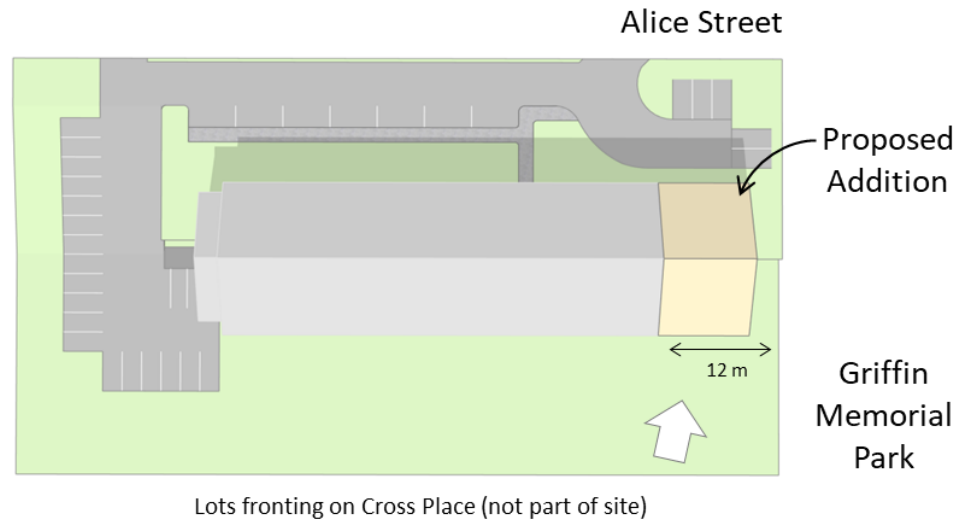 Alice Street
Proposed
Addition
12 m
Griffin
Memorial
Park
Lots fronting on Cross Place (not part of site)